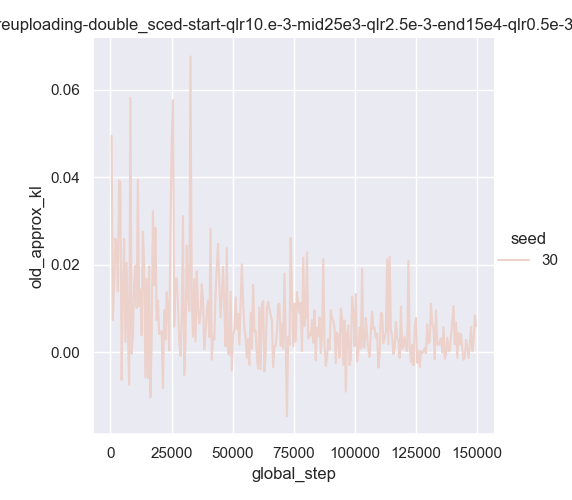 reuploading-double_sced-start-qlr10.e-3-mid25e3-qlr2.5e-3-end15e4-qlr0.5e-3
0.06
0.04
0.02
0.00
old_approx_kl
0 25000 50000 75000 100000 125000 150000
global_step
seed
30